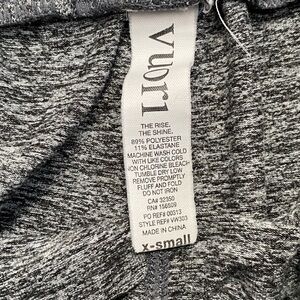 vuori
THE RISE.
THE SHINE.
89% POLYESTER
11% ELASTANE
MACHINE WASH COLD
WITH LIKE COLORS
NON CHLORINE BLEACH
TUMBLE DRY LOW
REMOVE PROMPTLY
FLUFF AND FOLD
DO NOT IRON
CA# 32350
RN# 156509
PO REF# 00313
STYLE REF# VW303
MADE IN CHINA
x-small